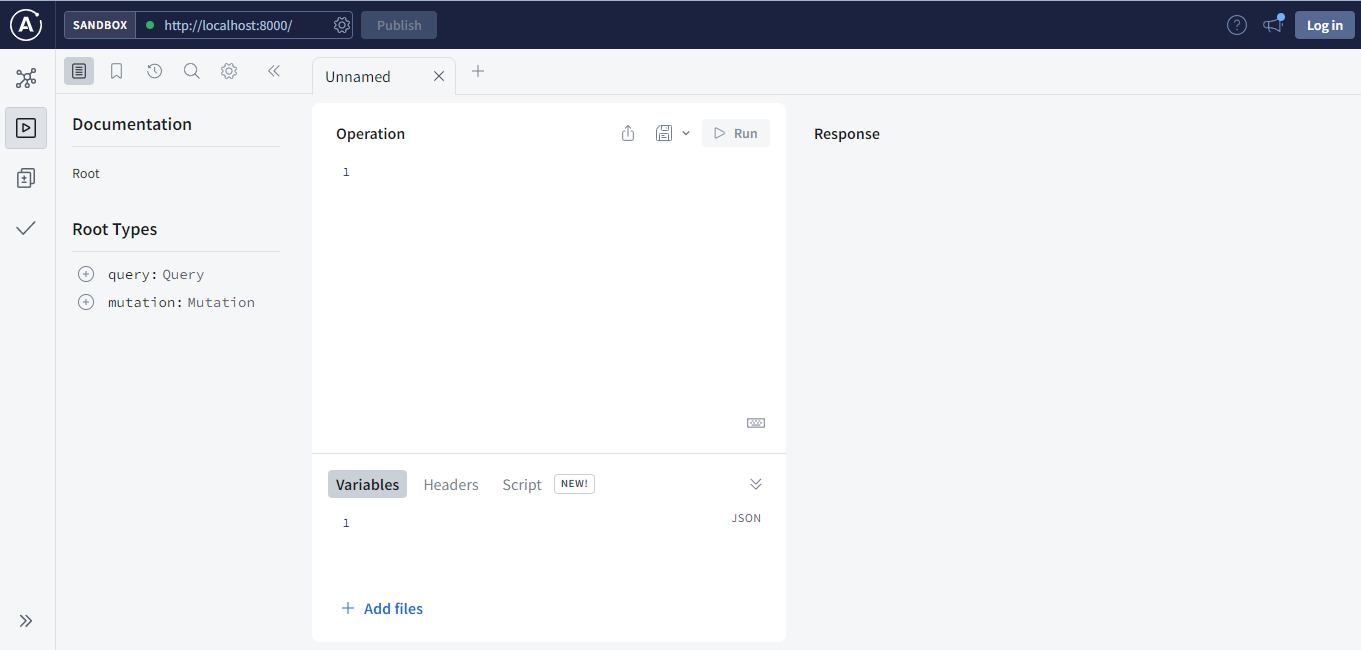 SANDBOX http://localhost:8000/ Publish Log in
Unnamed
Documentation
Root
Root Types
query: Query
mutation: Mutation
Operation Run
1
Variables Headers Script NEW!
JSON
1
Add files
Response